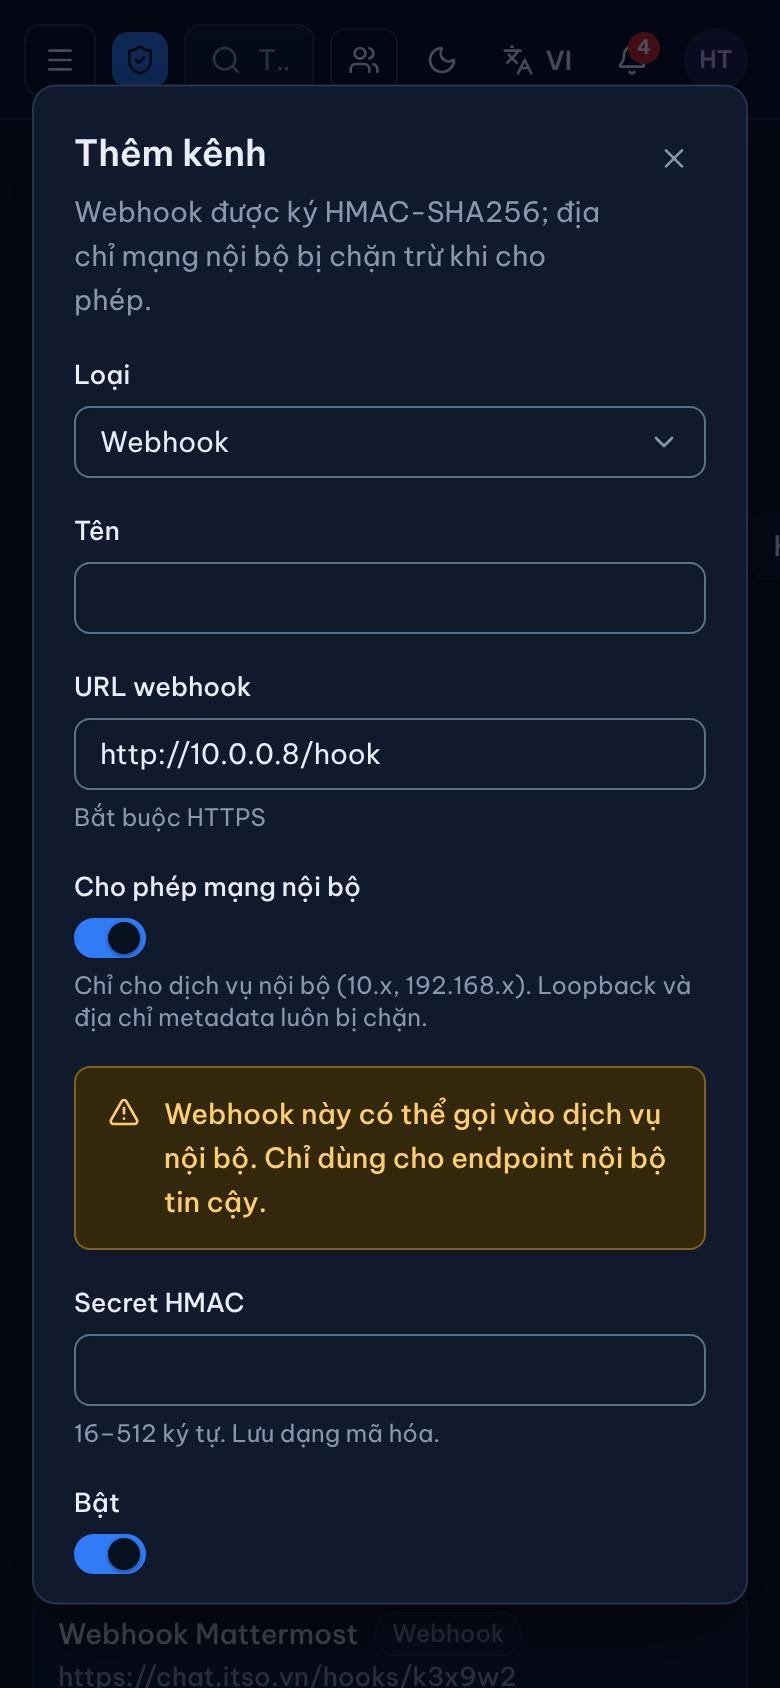 T..
VI
4
HT
Thêm kênh
Webhook được ký HMAC-SHA256; địa
chỉ mạng nội bộ bị chặn trừ khi cho
phép.
Loại
Webhook
Tên
URL webhook
http://10.0.0.8/hook
Bắt buộc HTTPS
Cho phép mạng nội bộ
Chỉ cho dịch vụ nội bộ (10.x, 192.168.x). Loopback và
địa chỉ metadata luôn bị chặn.
Webhook này có thể gọi vào dịch vụ
nội bộ. Chỉ dùng cho endpoint nội bộ
tin cậy.
Secret HMAC
16–512 ký tự. Lưu dạng mã hóa.
Bật
Webhook Mattermost Webhook
https://chat.itso.vn/hooks/k3x9w2